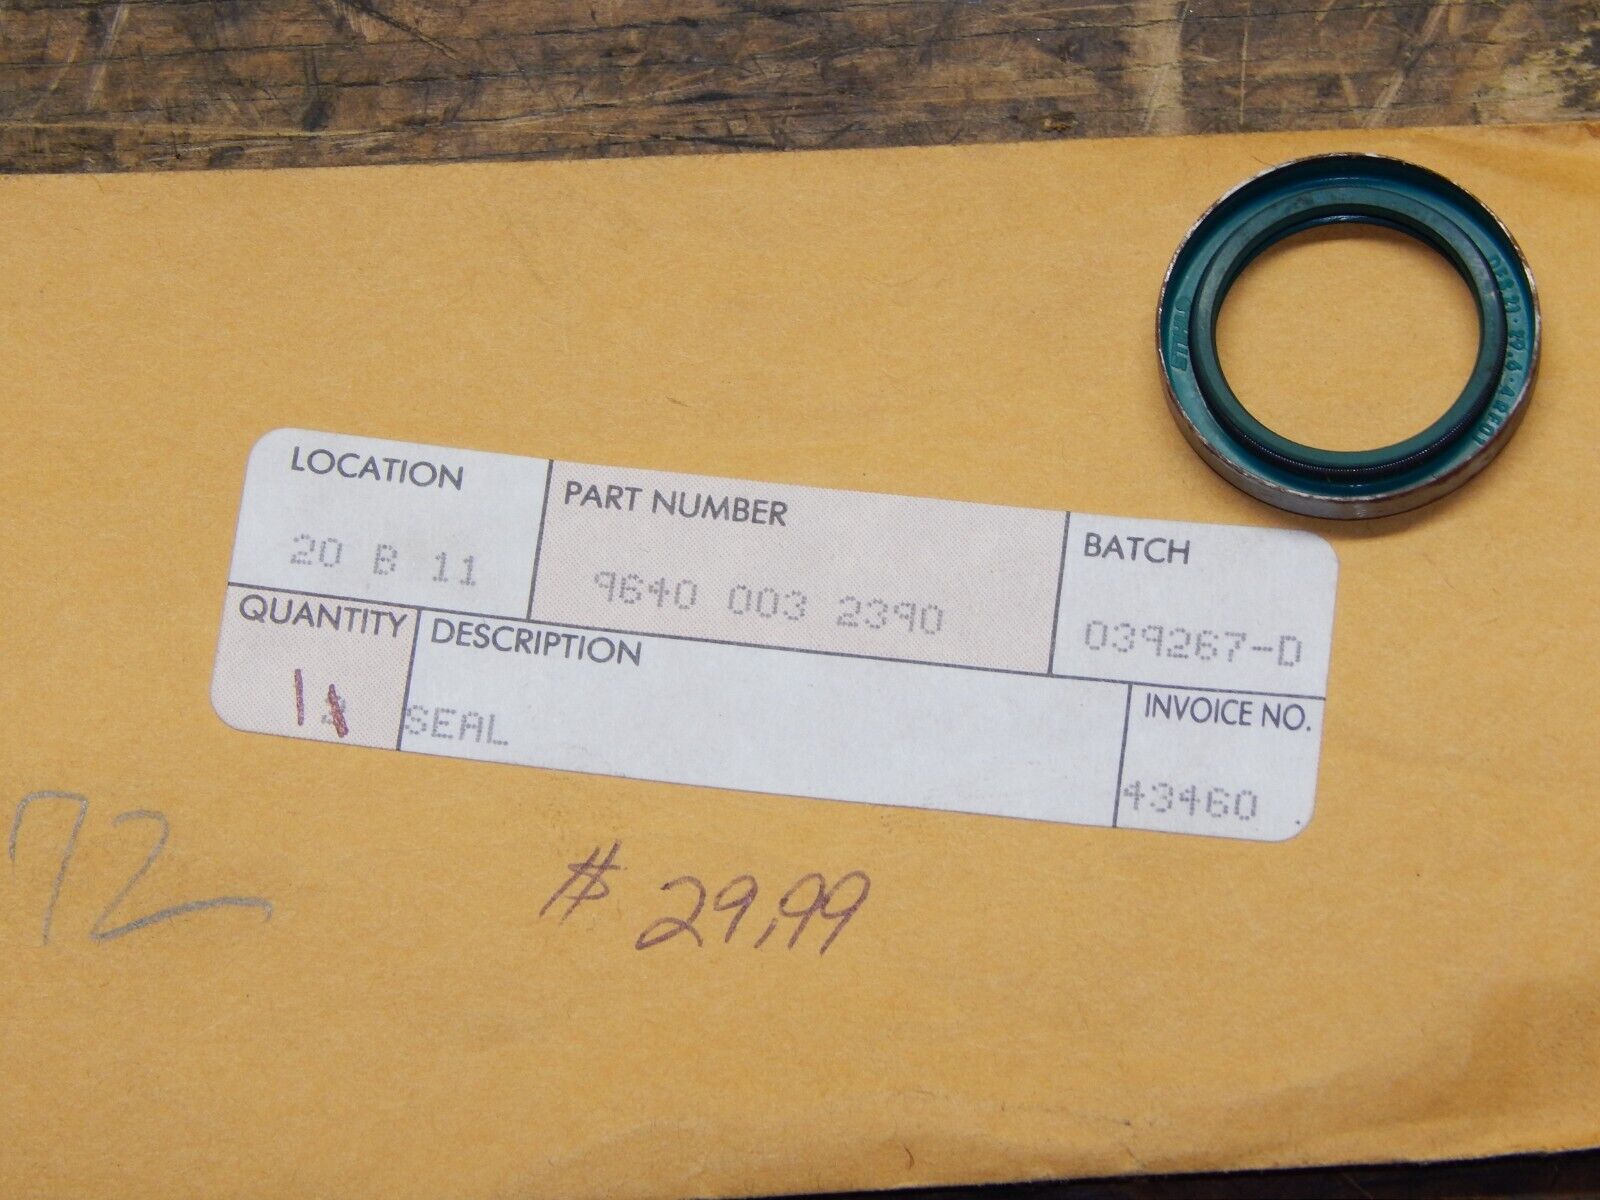 LOCATION
20 B 11
PART NUMBER
9640 003 2390
BATCH
039267-D
QUANTITY
11
DESCRIPTION
SEAL
INVOICE NO.
43460
72
# 29,99